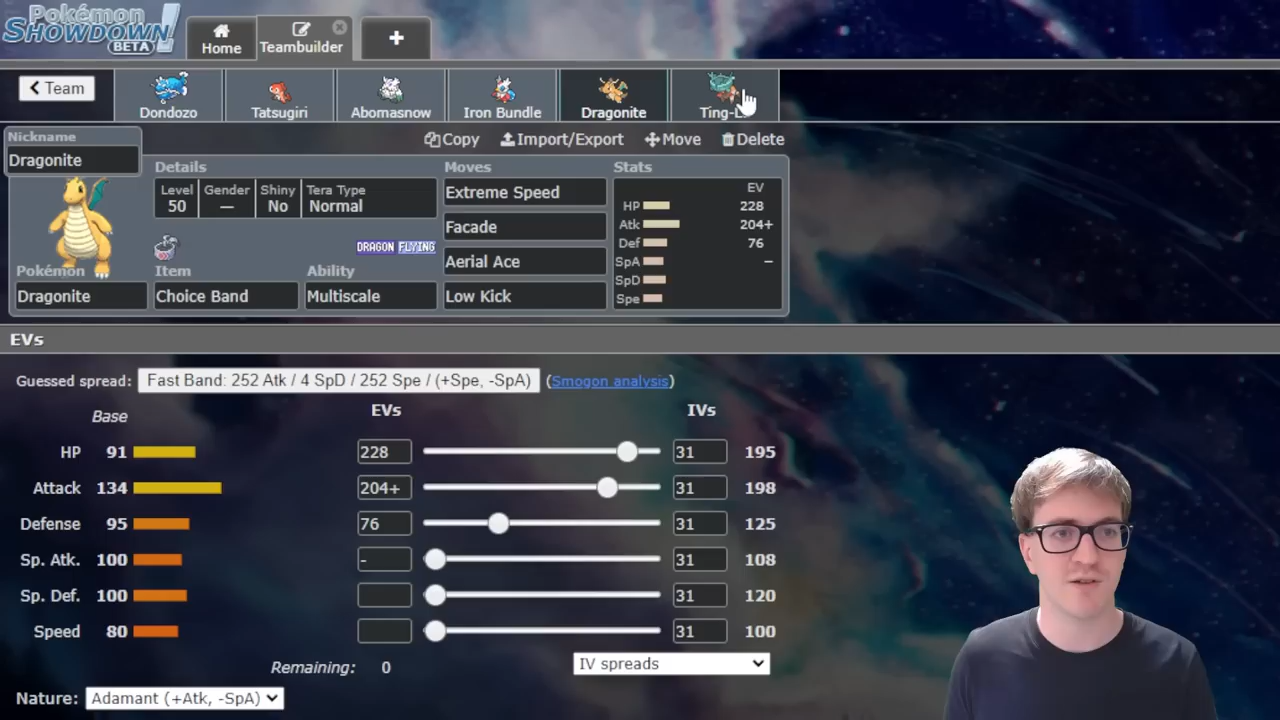 Pokémon
SHOWDOWN!
BETA
Home
Teambuilder
+
Team
Dondozo
Tatsugiri
Abomasnow
Iron Bundle
Dragonite
Copy
Import/Export
Move
Delete
Nickname
Dragonite
Details
Moves
Stats
Level
50
Gender
—
Shiny
No
Tera Type
Normal
DRAGON FLYING
Pokémon
Dragonite
Item
Choice Band
Ability
Multiscale
Extreme Speed
Facade
Aerial Ace
Low Kick
EV
HP 228
Atk 204+
Def 76
SpA –
SpD
Spe
EVs
Guessed spread: Fast Band: 252 Atk / 4 SpD / 252 Spe / (+Spe, -SpA) (Smogon analysis)
Base EVs IVs
HP 91 228 31 195
Attack 134 204+ 31 198
Defense 95 76 31 125
Sp. Atk. 100 - 31 108
Sp. Def. 100 31 120
Speed 80 31 100
Remaining: 0
IV spreads
Nature: Adamant (+Atk, -SpA)